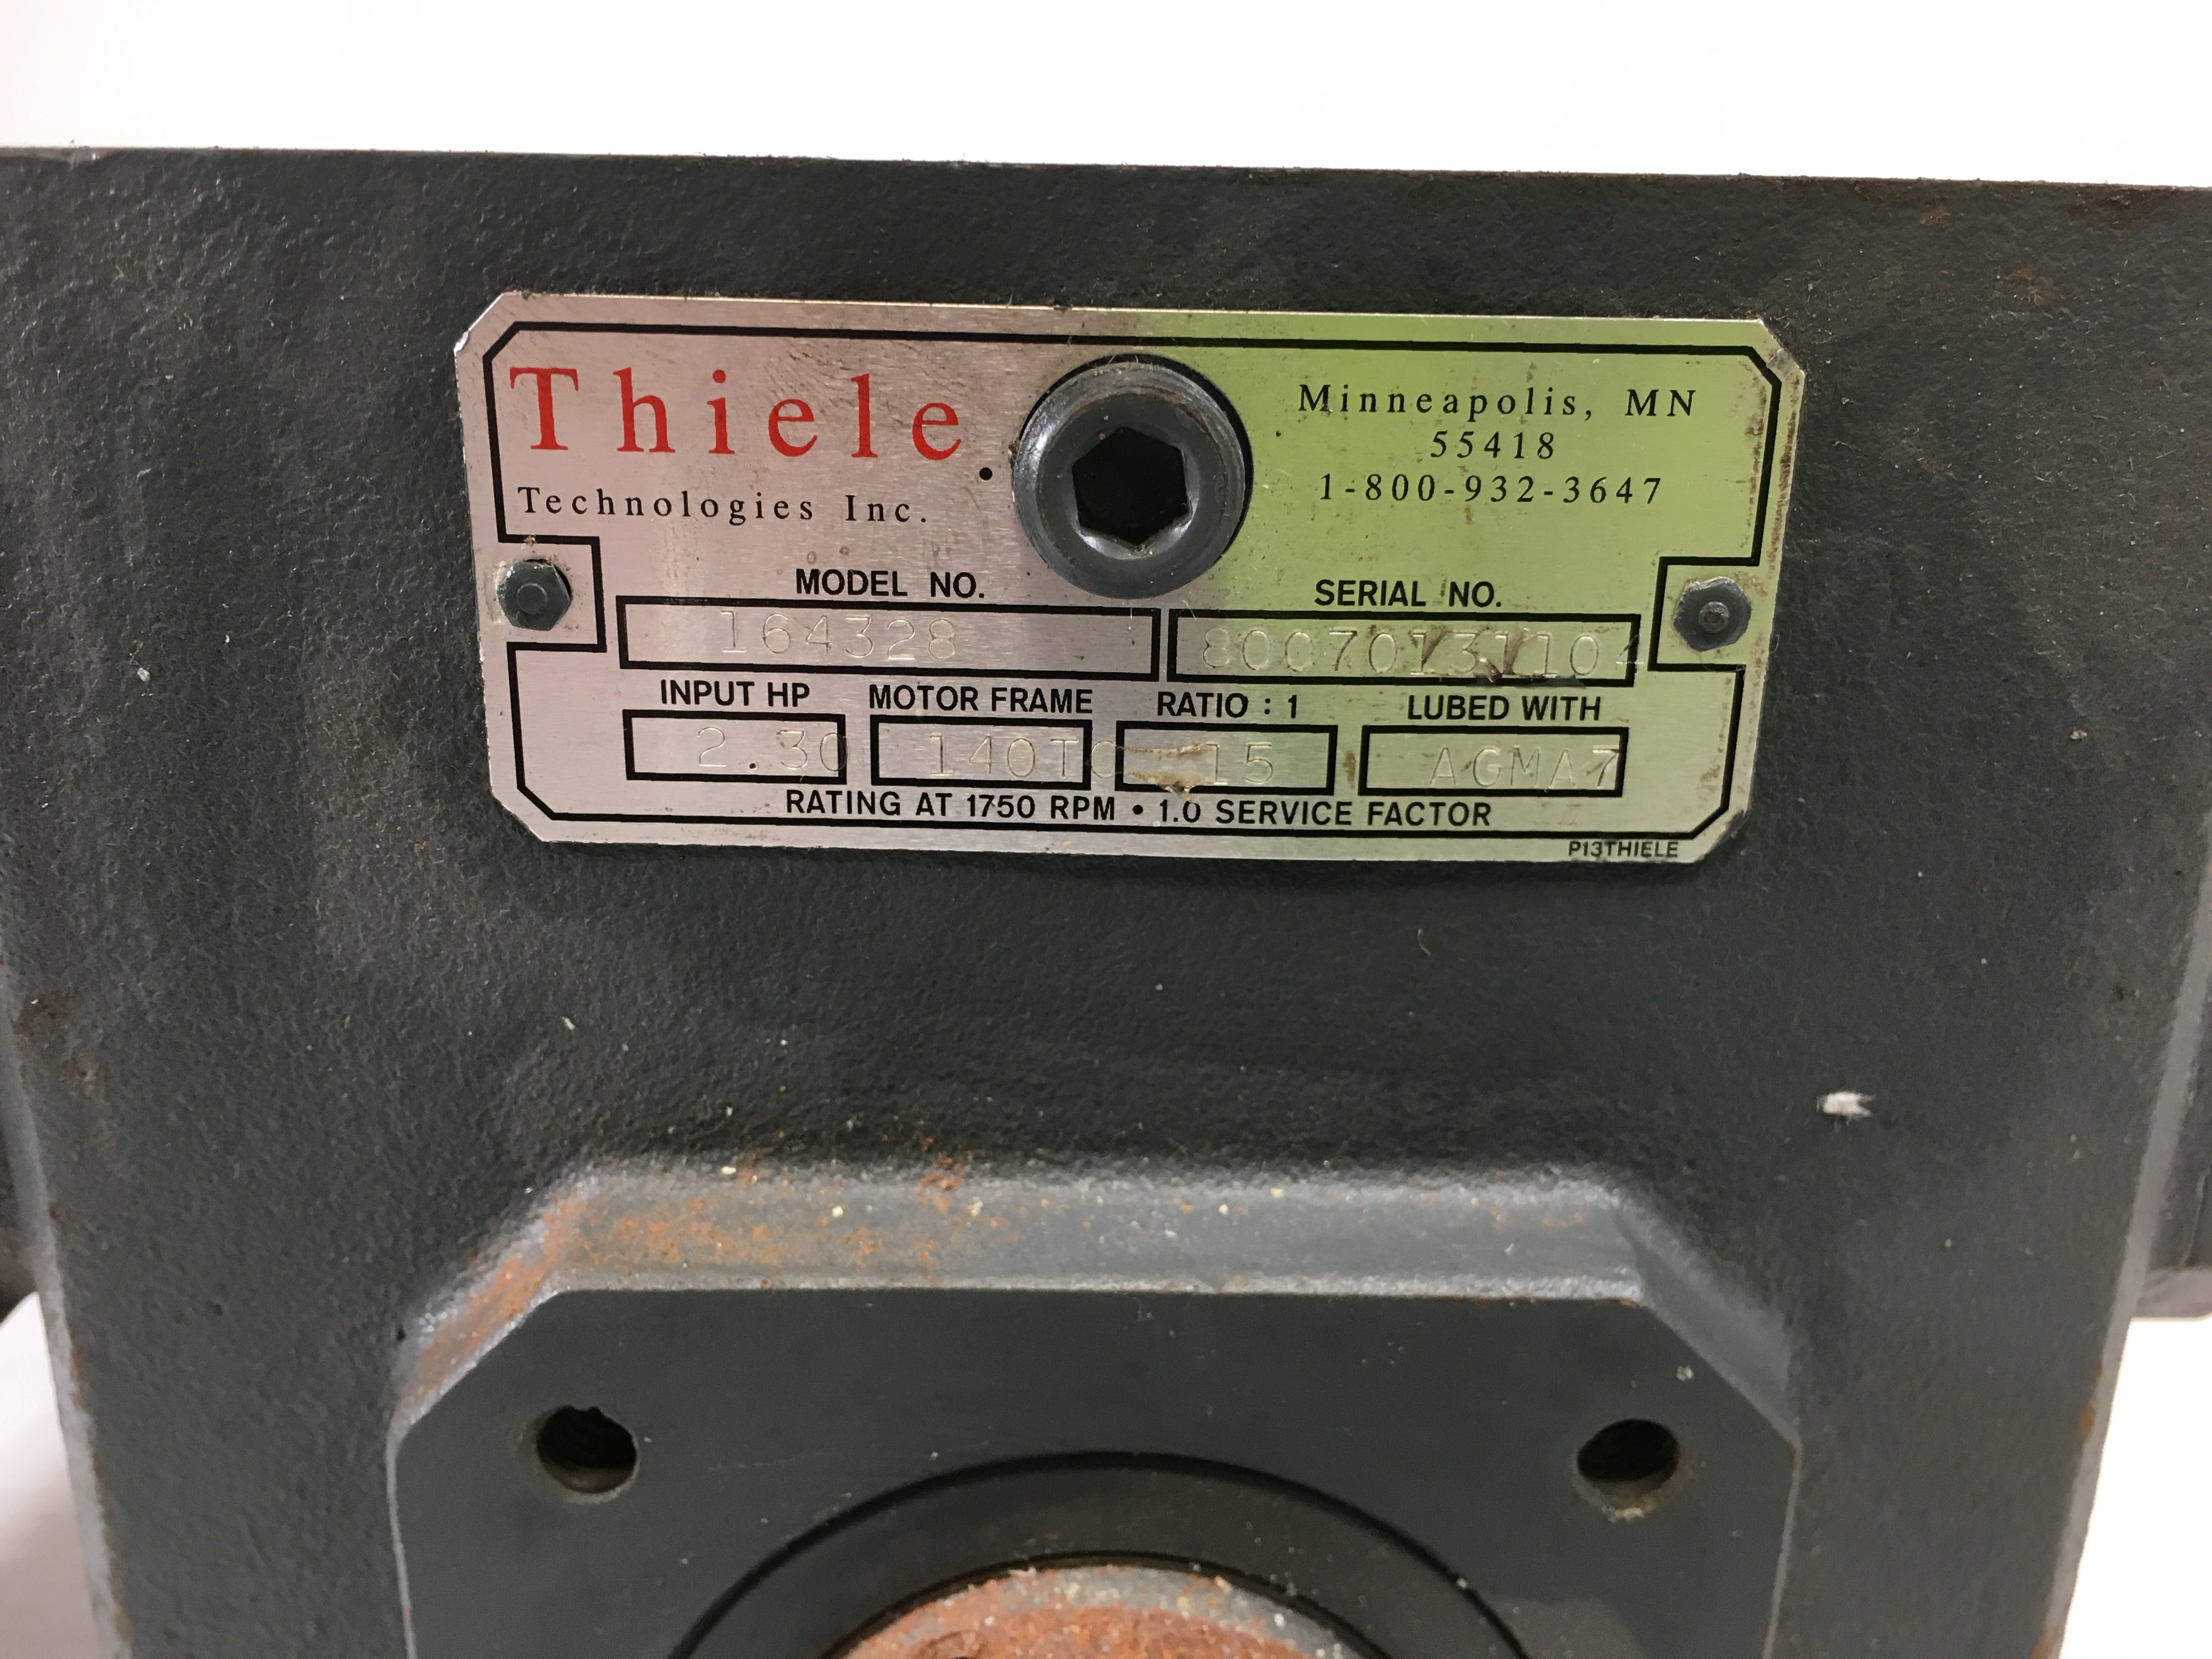 Thiele
Technologies Inc.
Minneapolis, MN
55418
1-800-932-3647
MODEL NO. SERIAL NO.
164328 800701311104
INPUT HP MOTOR FRAME RATIO : 1 LUBED WITH
2.30 140TC 15 AGMA7
RATING AT 1750 RPM • 1.0 SERVICE FACTOR
P13THIELE